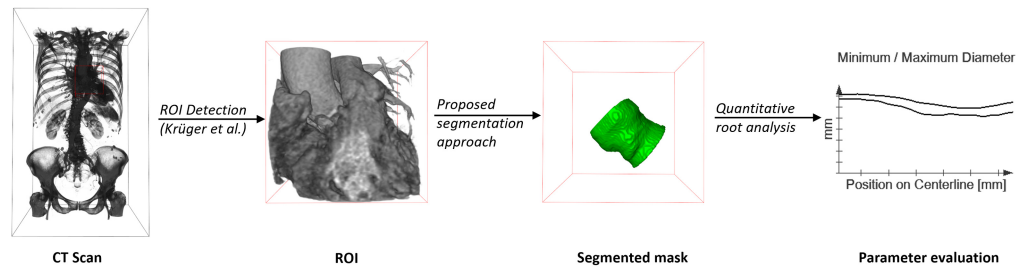 ROI Detection
(Krüger et al.)
Proposed
segmentation
approach
Quantitative
root analysis
Minimum / Maximum Diameter
mm
Position on Centerline [mm]
CT Scan
ROI
Segmented mask
Parameter evaluation